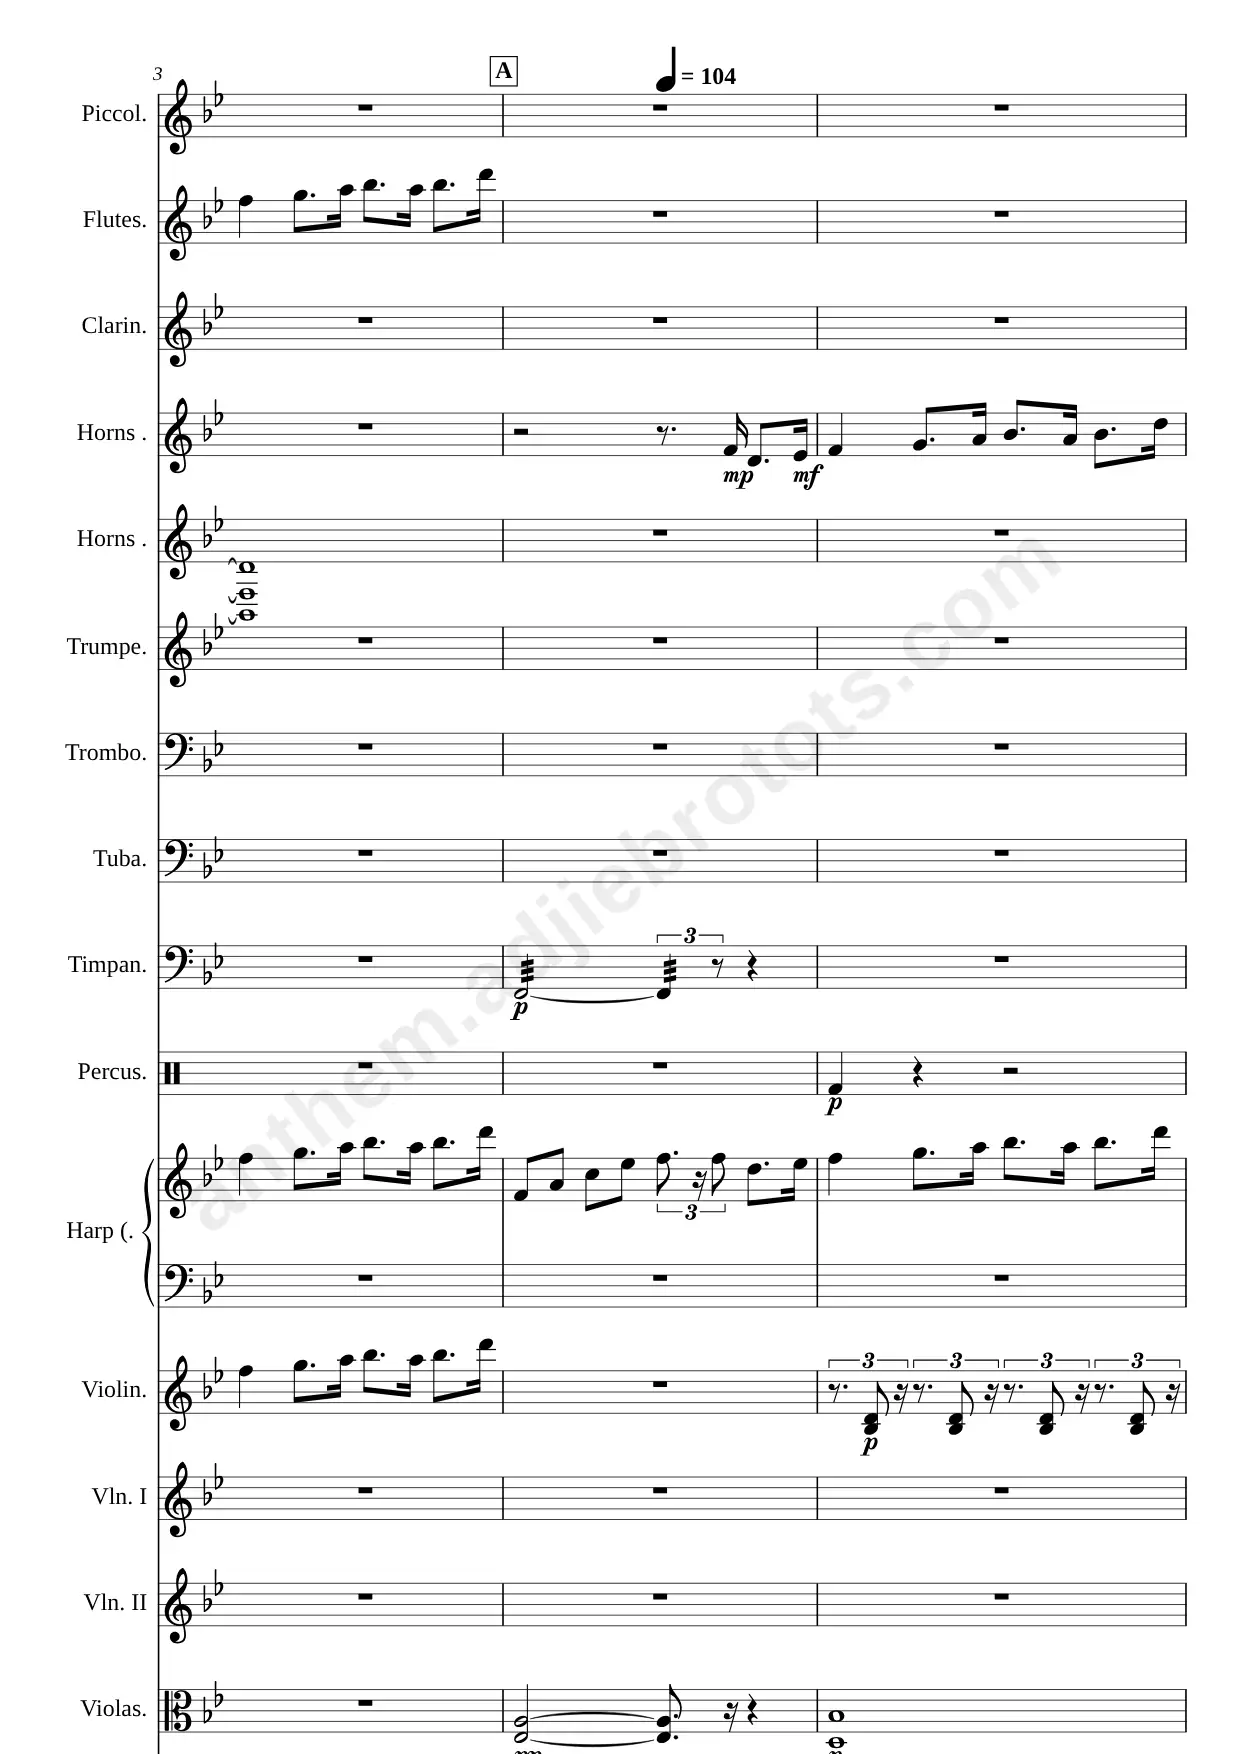 3
A
= 104
Piccol.
Flutes.
Clarin.
Horns .
mp
mf
Horns .
Trumpe.
Trombo.
Tuba.
3
Timpan.
p
Percus.
p
Harp (.
3
3 3 3 3
Violin.
p
Vln. I
Vln. II
Violas.
anthem.adjiebrotots.com